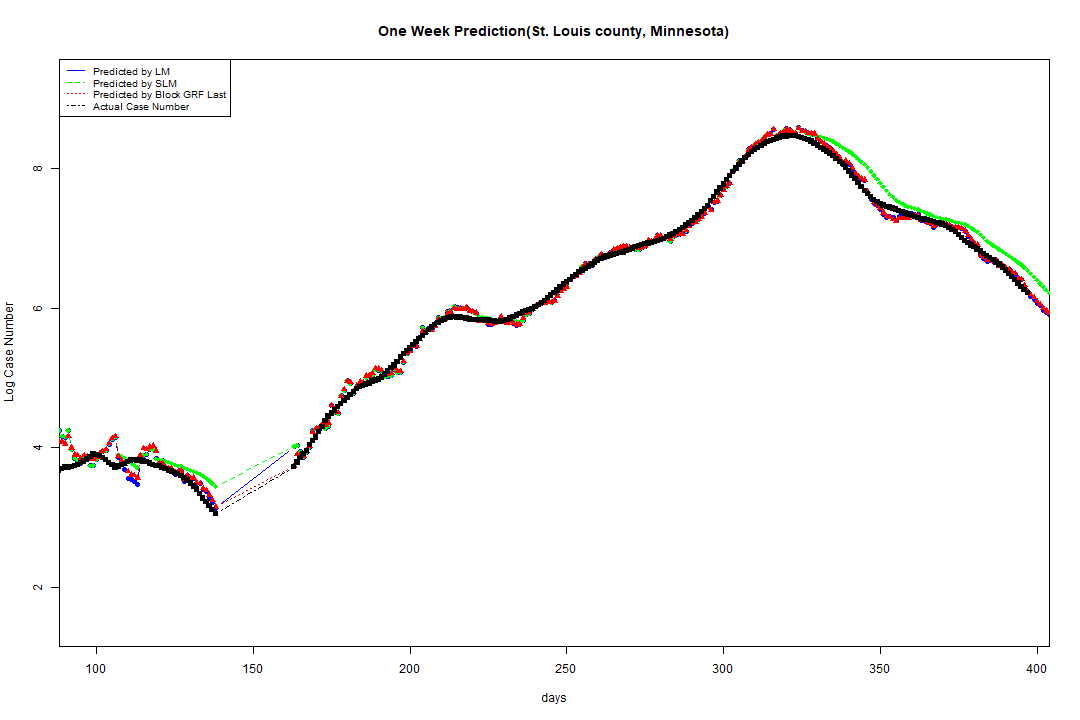 One Week Prediction(St. Louis county, Minnesota)
Predicted by LM
Predicted by SLM
Predicted by Block GRF Last
Actual Case Number
Log Case Number
8
6
4
2
100 150 200 250 300 350 400
days